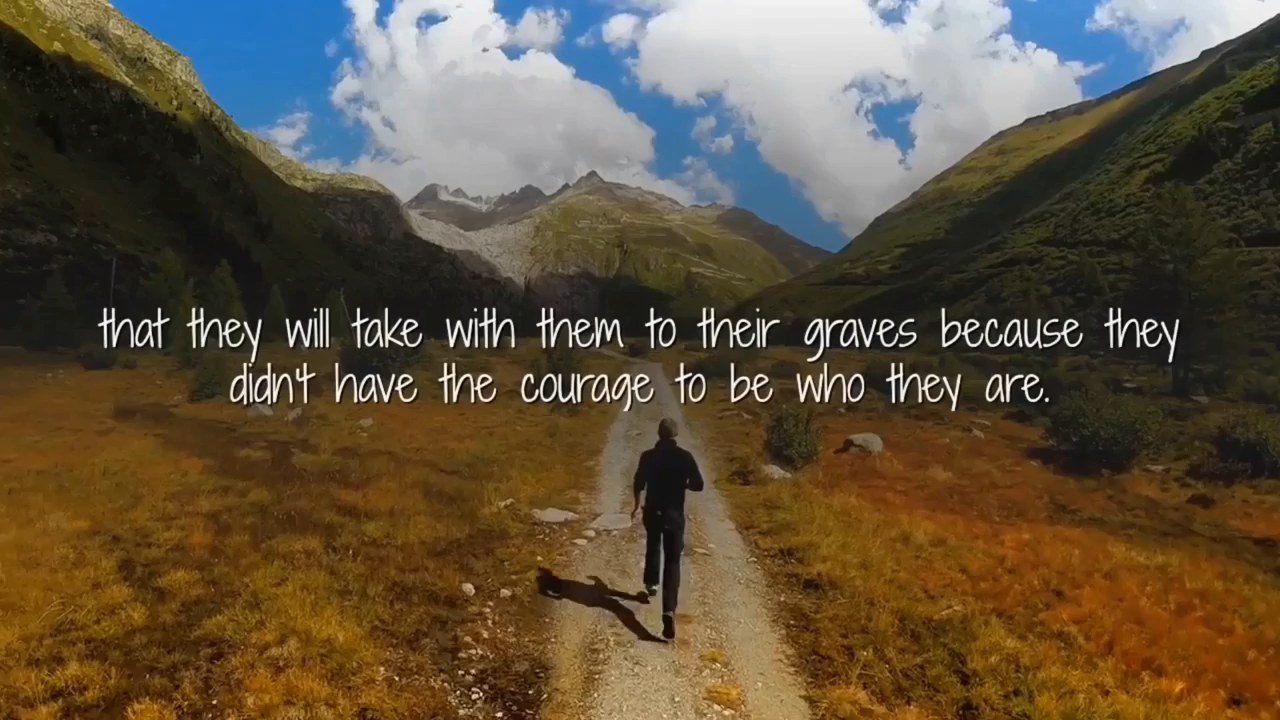 that they will take with them to their graves because they
didn't have the courage to be who they are.